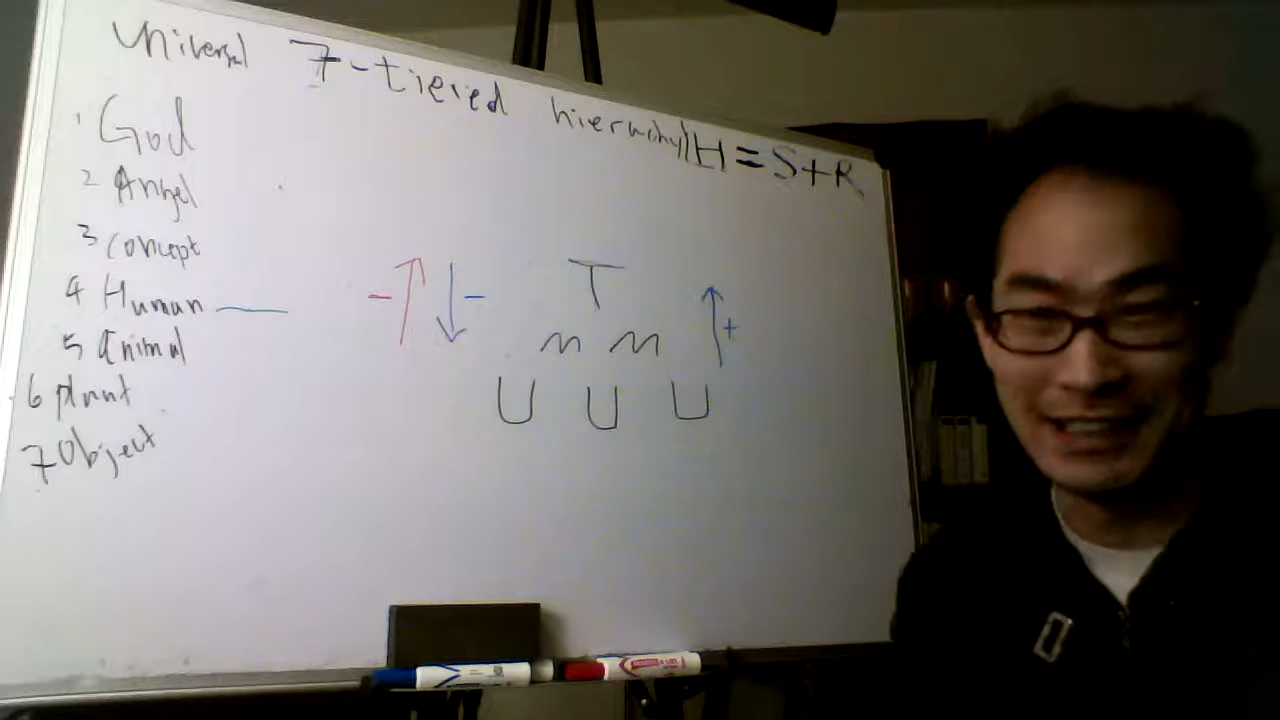 Universal 7-tiered hierarchy H=S+R
1 God
2 Angel
3 Concept
4 Human
5 Animal
6 Plant
7 Object
- - T
m m +
U U U